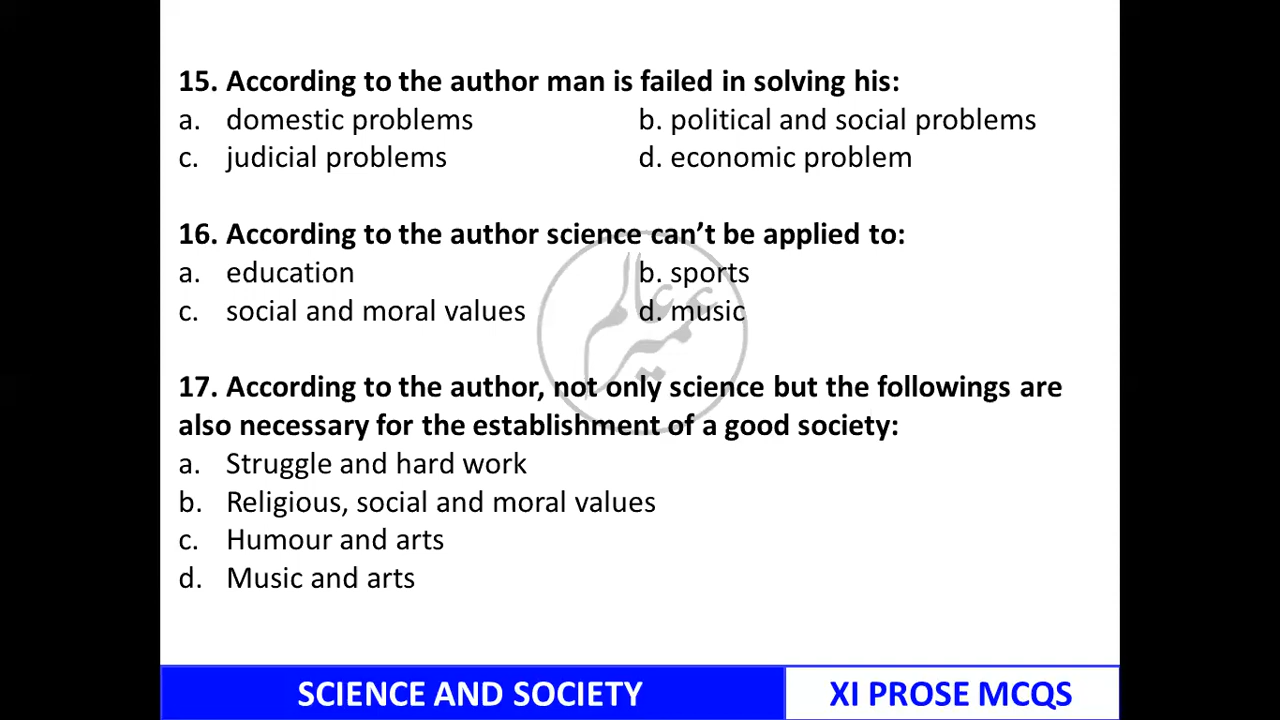 15. According to the author man is failed in solving his:
a. domestic problems b. political and social problems
c. judicial problems d. economic problem
16. According to the author science can’t be applied to:
a. education b. sports
c. social and moral values d. music
عمیر عالم
17. According to the author, not only science but the followings are
also necessary for the establishment of a good society:
a. Struggle and hard work
b. Religious, social and moral values
c. Humour and arts
d. Music and arts
SCIENCE AND SOCIETY XI PROSE MCQS